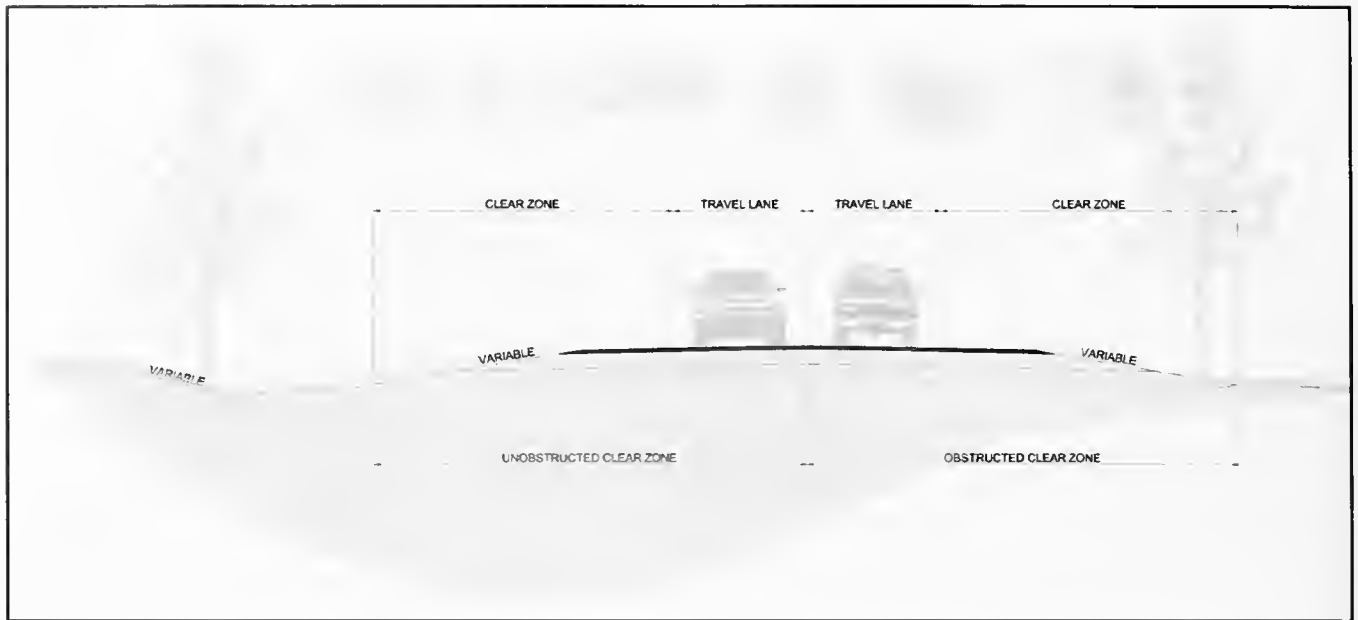 CLEAR ZONE
TRAVEL LANE
TRAVEL LANE
CLEAR ZONE
VARIABLE
VARIABLE
VARIABLE
UNOBSTRUCTED CLEAR ZONE
OBSTRUCTED CLEAR ZONE